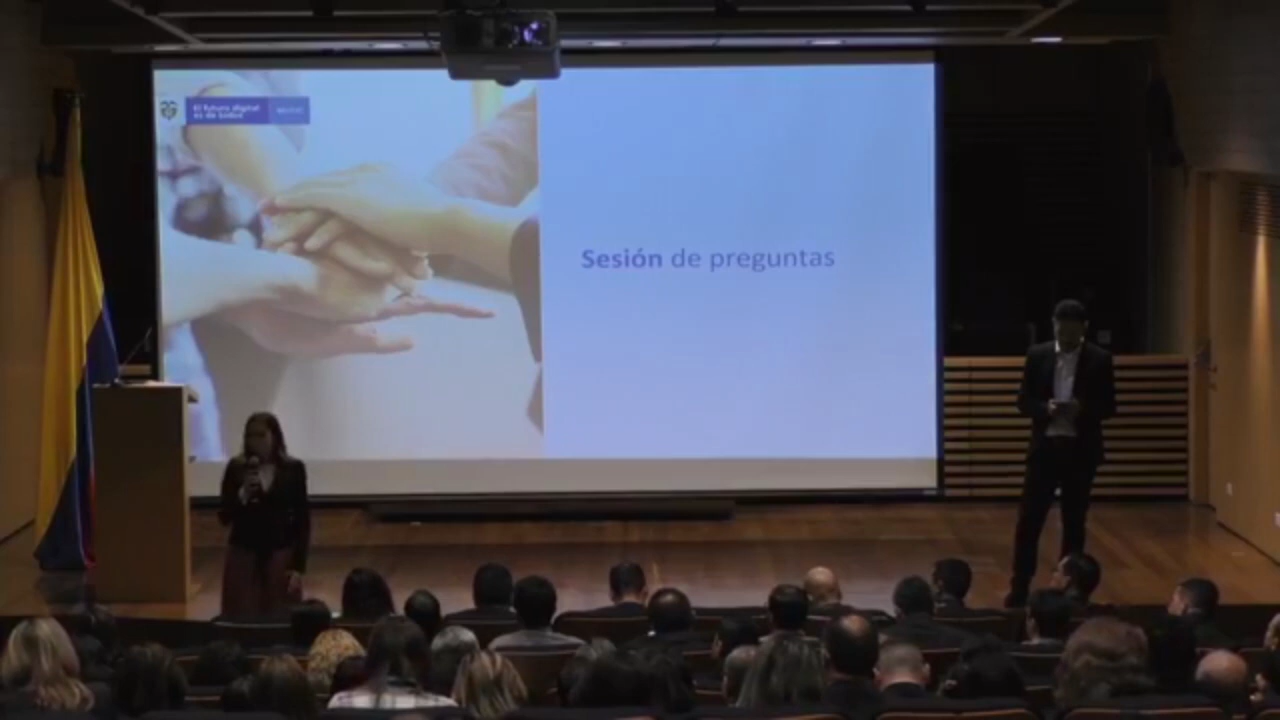 El futuro digital
es de todos
Sesión de preguntas